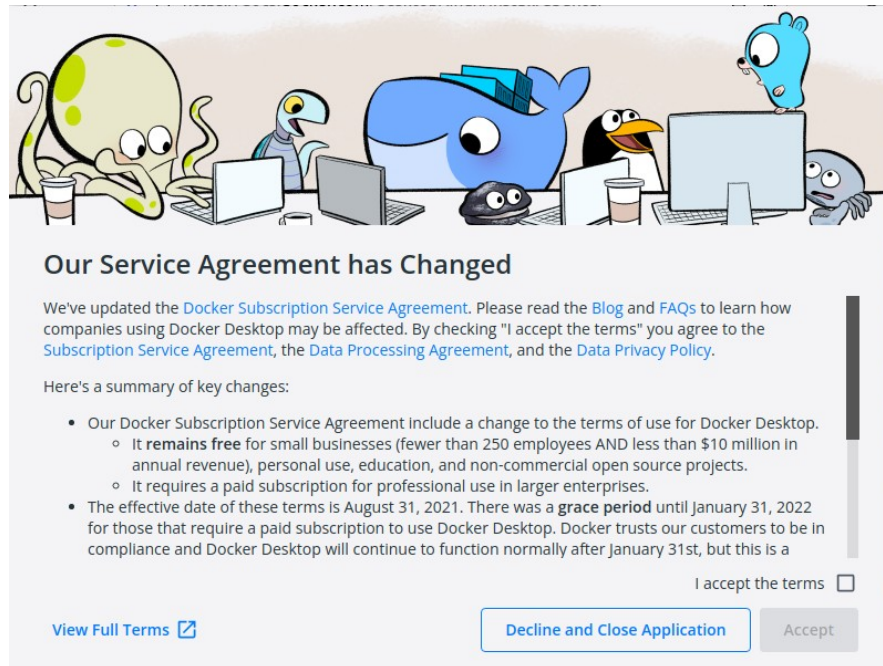 Our Service Agreement has Changed
We've updated the Docker Subscription Service Agreement. Please read the Blog and FAQs to learn how
companies using Docker Desktop may be affected. By checking "I accept the terms" you agree to the
Subscription Service Agreement, the Data Processing Agreement, and the Data Privacy Policy.
Here's a summary of key changes:
• Our Docker Subscription Service Agreement include a change to the terms of use for Docker Desktop.
◦ It remains free for small businesses (fewer than 250 employees AND less than $10 million in
annual revenue), personal use, education, and non-commercial open source projects.
◦ It requires a paid subscription for professional use in larger enterprises.
• The effective date of these terms is August 31, 2021. There was a grace period until January 31, 2022
for those that require a paid subscription to use Docker Desktop. Docker trusts our customers to be in
compliance and Docker Desktop will continue to function normally after January 31st, but this is a
I accept the terms
View Full Terms
Decline and Close Application
Accept